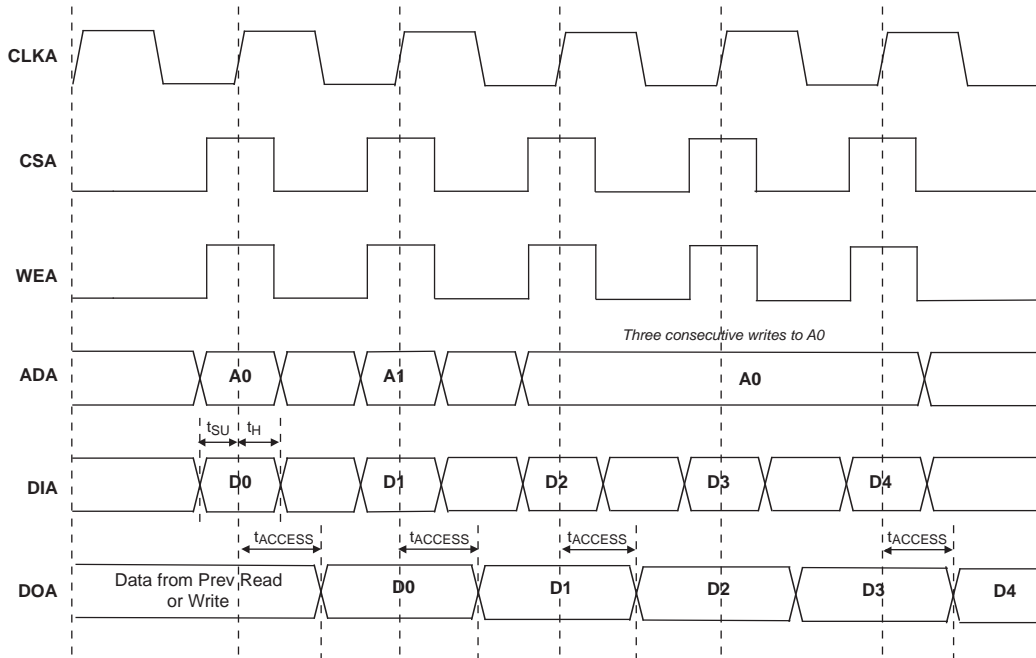 CLKA
CSA
WEA
Three consecutive writes to A0
ADA
A0
A1
A0
tSU
tH
DIA
D0
D1
D2
D3
D4
tACCESS
tACCESS
tACCESS
tACCESS
DOA
Data from Prev Read
or Write
D0
D1
D2
D3
D4